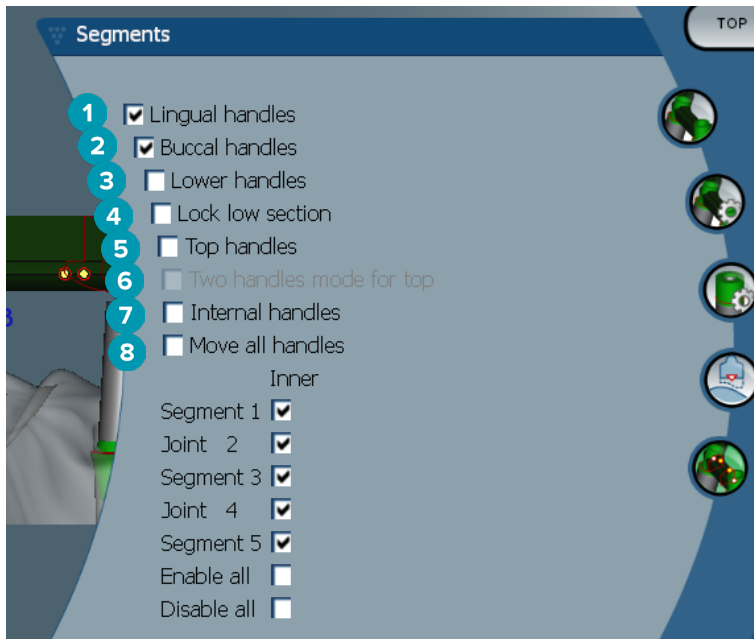 Segments
TOP
1 Lingual handles
2 Buccal handles
3 Lower handles
4 Lock low section
5 Top handles
6 Two handles mode for top
7 Internal handles
8 Move all handles
Inner
Segment 1
Joint 2
Segment 3
Joint 4
Segment 5
Enable all
Disable all